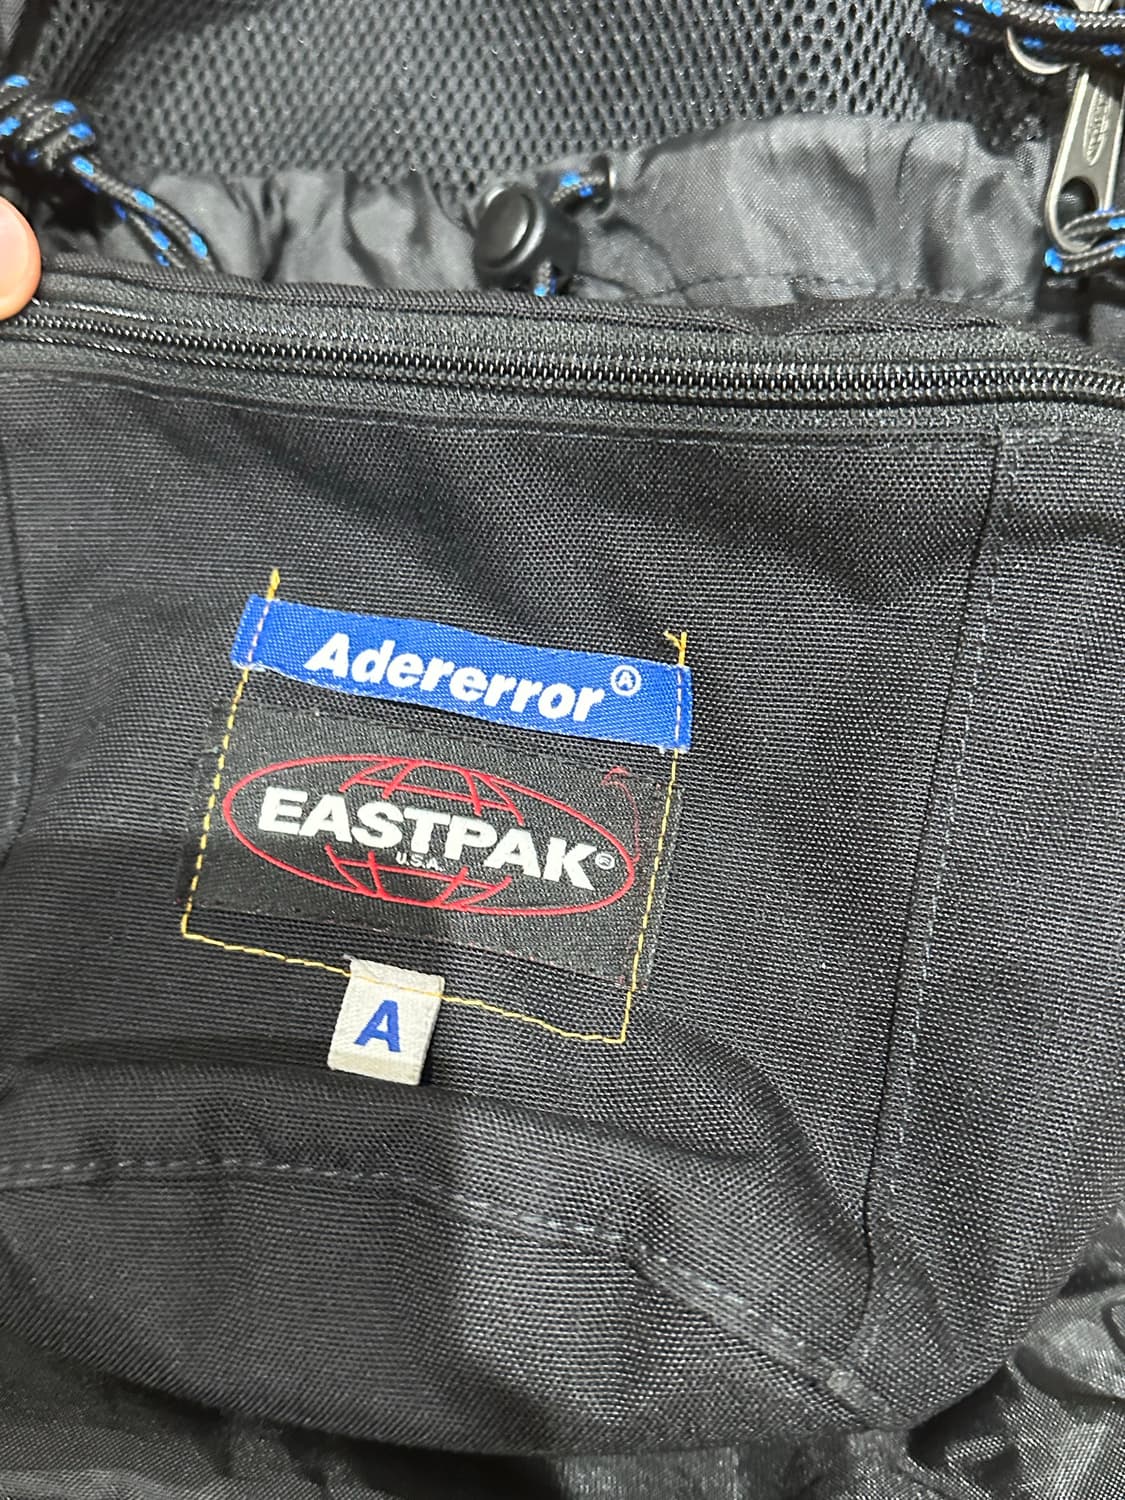 Adererror Ⓐ
EASTPAK®
U.S.A.
A